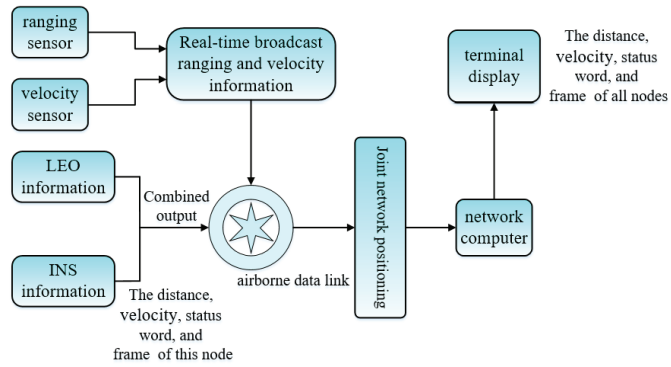 ranging
sensor
Real-time broadcast
ranging and velocity
information
velocity
sensor
terminal
display
The distance,
velocity, status
word, and
frame of all nodes
LEO
information
Combined
output
INS
information
The distance,
velocity, status
word, and
frame of this node
airborne data link
Joint network positioning
network
computer